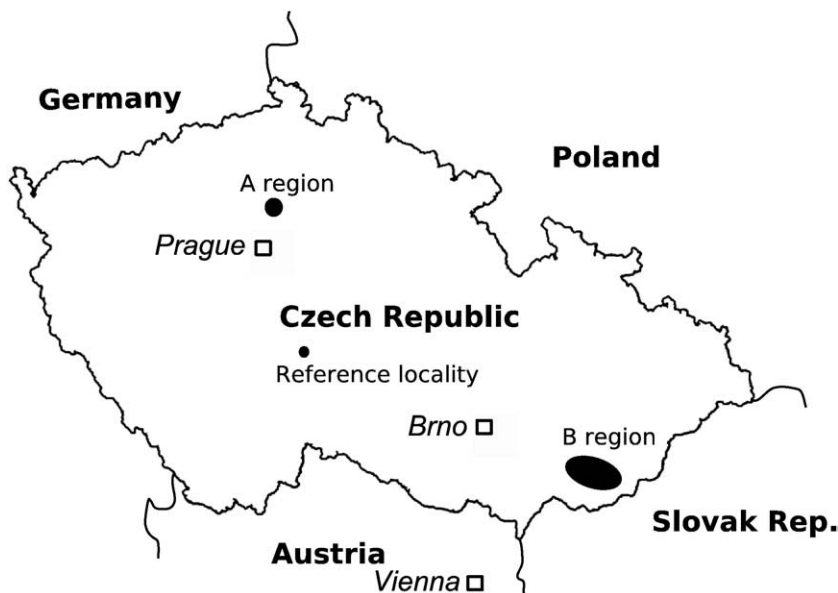 Germany
Poland
A region
Prague
Czech Republic
Reference locality
Brno
B region
Slovak Rep.
Austria
Vienna